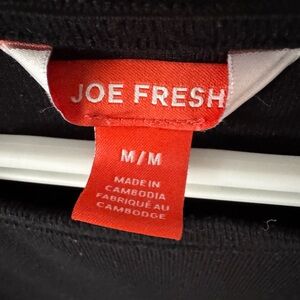 JOE FRESH
M/M
MADE IN
CAMBODIA
FABRIQUÉ AU
CAMBODGE